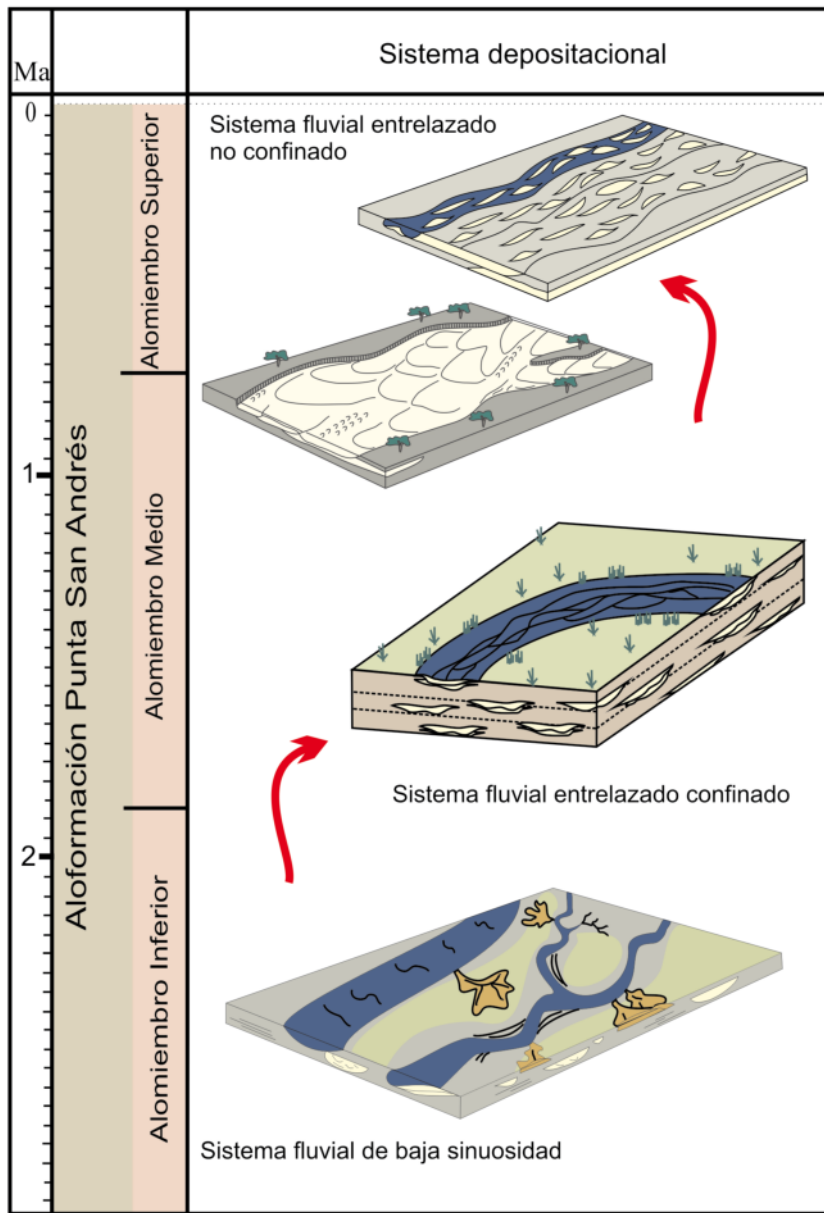 Ma
Sistema depositacional
0
1
2
Aloformación Punta San Andrés
Alomiembro Superior
Alomiembro Medio
Alomiembro Inferior
Sistema fluvial entrelazado
no confinado
Sistema fluvial entrelazado confinado
Sistema fluvial de baja sinuosidad